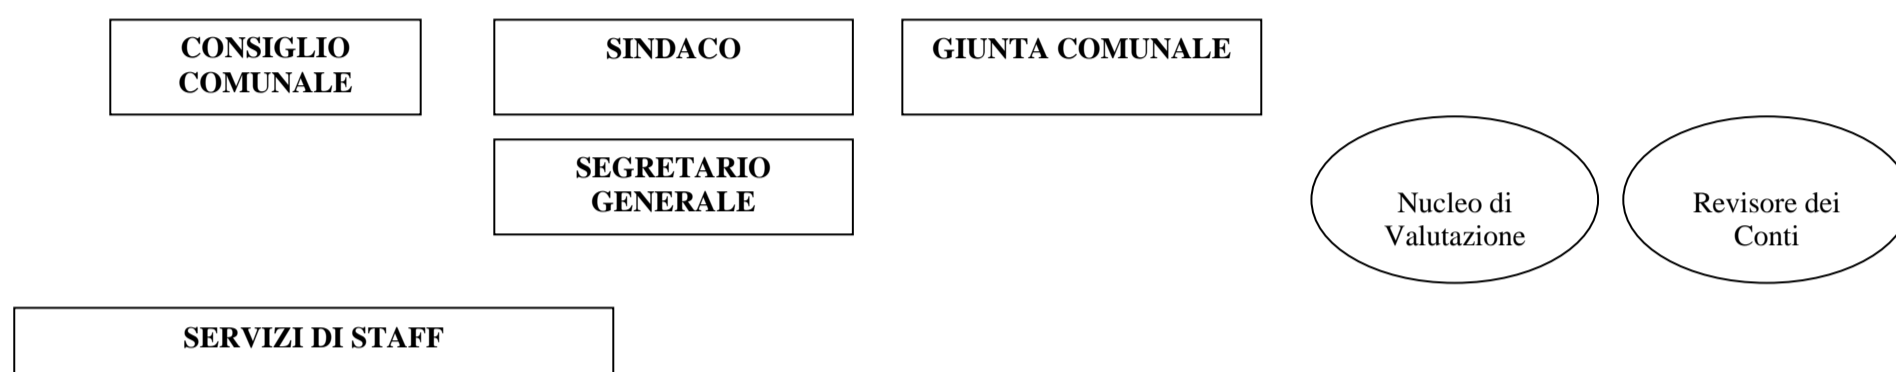 CONSIGLIO
COMUNALE
SINDACO
GIUNTA COMUNALE
SEGRETARIO
GENERALE
Nucleo di
Valutazione
Revisore dei
Conti
SERVIZI DI STAFF